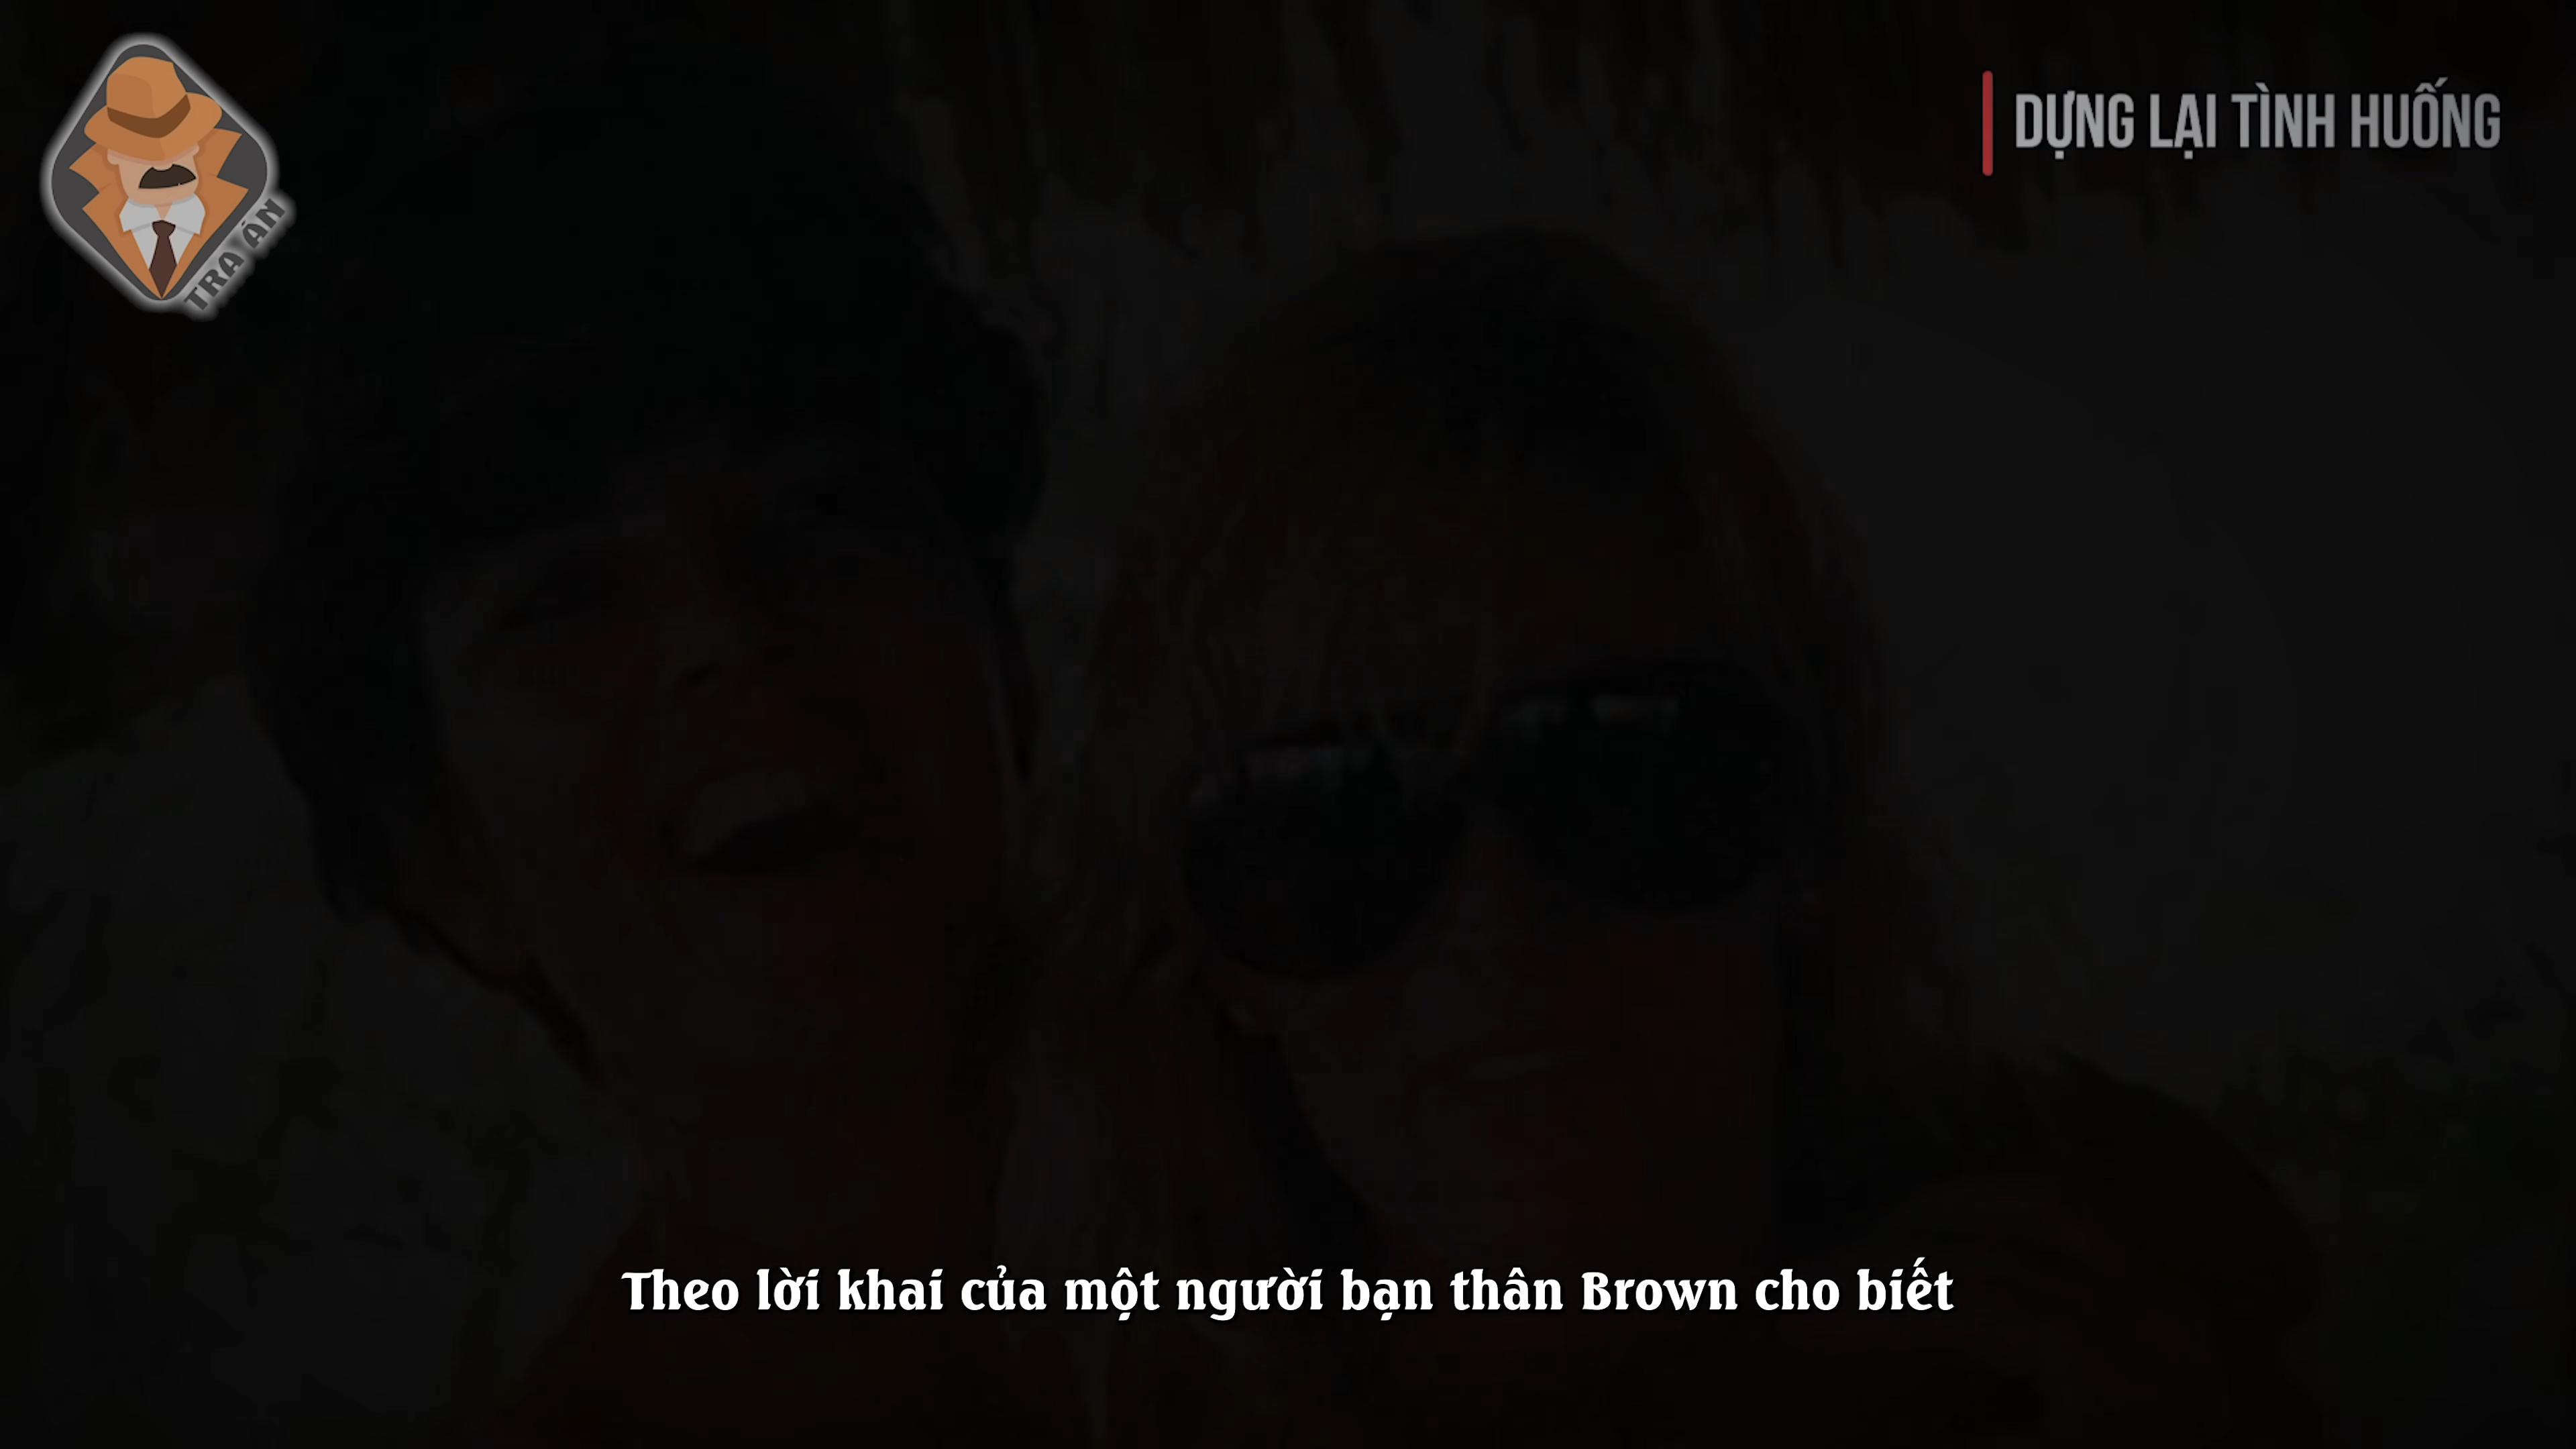 TRA ÁN
DỰNG LẠI TÌNH HUỐNG
Theo lời khai của một người bạn thân Brown cho biết